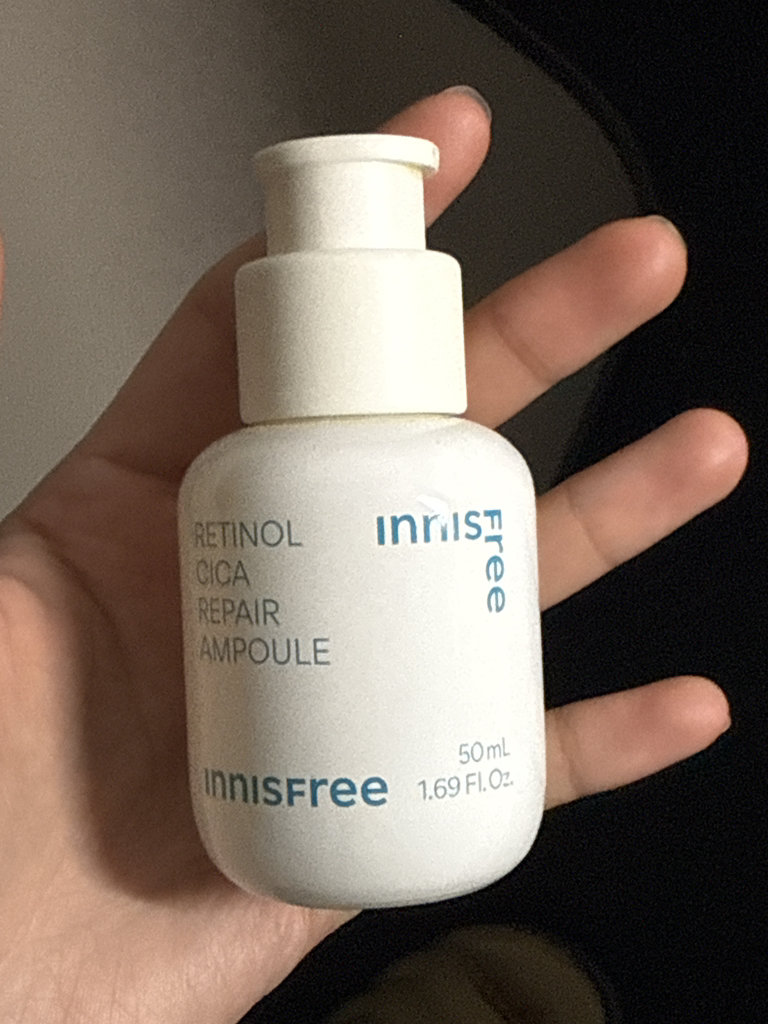 RETINOL
CICA
REPAIR
AMPOULE
INNISFree
50mL
1.69 Fl.Oz.
INNISFree